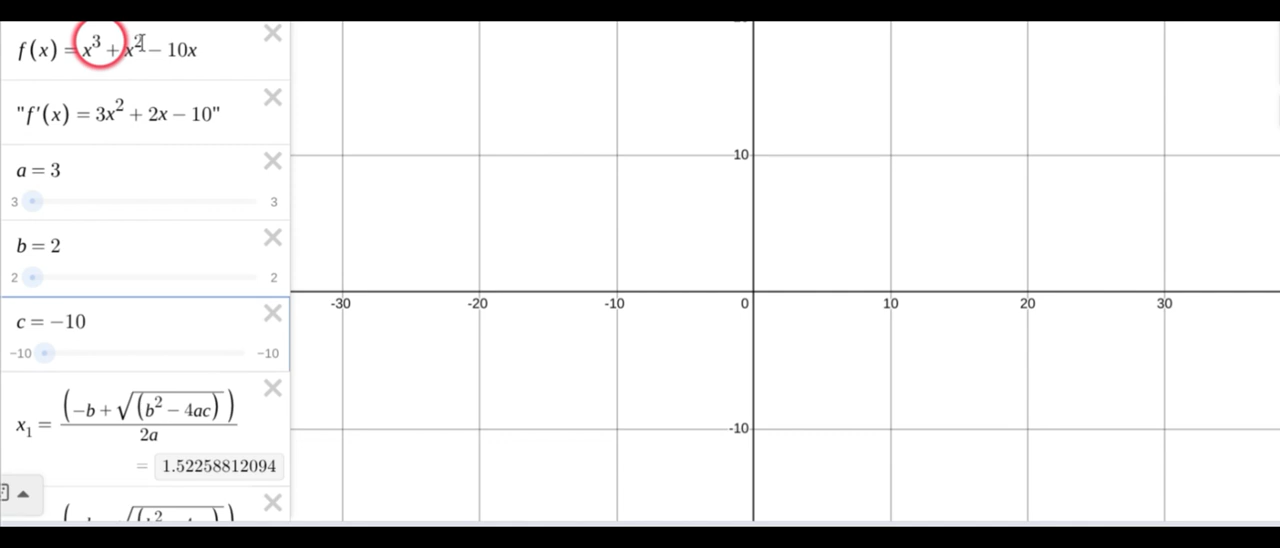 f(x) = x³ + x² − 10x
"f'(x) = 3x² + 2x − 10"
a = 3
3 3
b = 2
2 2
c = −10
−10 −10
x₁ = (−b + √(b² − 4ac)) / 2a
= 1.52258812094
10
-30 -20 -10 0 10 20 30
-10